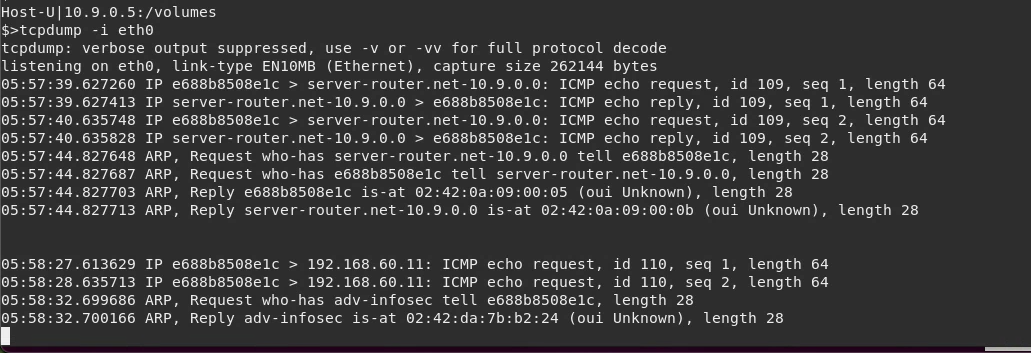 Host-U|10.9.0.5:/volumes
$>tcpdump -i eth0
tcpdump: verbose output suppressed, use -v or -vv for full protocol decode
listening on eth0, link-type EN10MB (Ethernet), capture size 262144 bytes
05:57:39.627260 IP e688b8508e1c > server-router.net-10.9.0.0: ICMP echo request, id 109, seq 1, length 64
05:57:39.627413 IP server-router.net-10.9.0.0 > e688b8508e1c: ICMP echo reply, id 109, seq 1, length 64
05:57:40.635748 IP e688b8508e1c > server-router.net-10.9.0.0: ICMP echo request, id 109, seq 2, length 64
05:57:40.635828 IP server-router.net-10.9.0.0 > e688b8508e1c: ICMP echo reply, id 109, seq 2, length 64
05:57:44.827648 ARP, Request who-has server-router.net-10.9.0.0 tell e688b8508e1c, length 28
05:57:44.827687 ARP, Request who-has e688b8508e1c tell server-router.net-10.9.0.0, length 28
05:57:44.827703 ARP, Reply e688b8508e1c is-at 02:42:0a:09:00:05 (oui Unknown), length 28
05:57:44.827713 ARP, Reply server-router.net-10.9.0.0 is-at 02:42:0a:09:00:0b (oui Unknown), length 28
05:58:27.613629 IP e688b8508e1c > 192.168.60.11: ICMP echo request, id 110, seq 1, length 64
05:58:28.635713 IP e688b8508e1c > 192.168.60.11: ICMP echo request, id 110, seq 2, length 64
05:58:32.699686 ARP, Request who-has adv-infosec tell e688b8508e1c, length 28
05:58:32.700166 ARP, Reply adv-infosec is-at 02:42:da:7b:b2:24 (oui Unknown), length 28